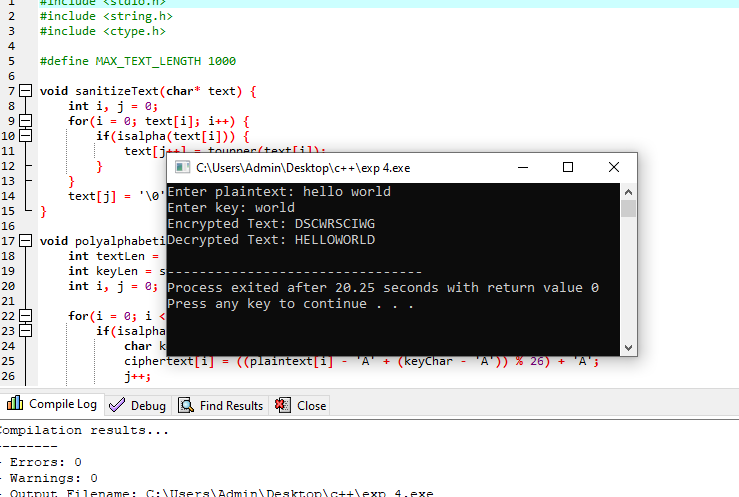 1 #include <stdio.h>
2 #include <string.h>
3 #include <ctype.h>
4
5 #define MAX_TEXT_LENGTH 1000
6
7 void sanitizeText(char* text) {
8 int i, j = 0;
9 for(i = 0; text[i]; i++) {
10 if(isalpha(text[i])) {
11 text[j++] = toupper(text[i]);
12 }
13 }
14 text[j] = '\0'
15 }
16
17 void polyalphabeti
18 int textLen =
19 int keyLen = s
20 int i, j = 0;
21
22 for(i = 0; i <
23 if(isalpha
24 char k
25 ciphertext[i] = ((plaintext[i] - 'A' + (keyChar - 'A')) % 26) + 'A';
26 j++;
C:\Users\Admin\Desktop\c++\exp 4.exe
Enter plaintext: hello world
Enter key: world
Encrypted Text: DSCWRSCIWG
Decrypted Text: HELLOWORLD
--------------------------------
Process exited after 20.25 seconds with return value 0
Press any key to continue . . .
Compile Log Debug Find Results Close
Compilation results...
--------
- Errors: 0
- Warnings: 0
- Output Filename: C:\Users\Admin\Desktop\c++\exp 4.exe